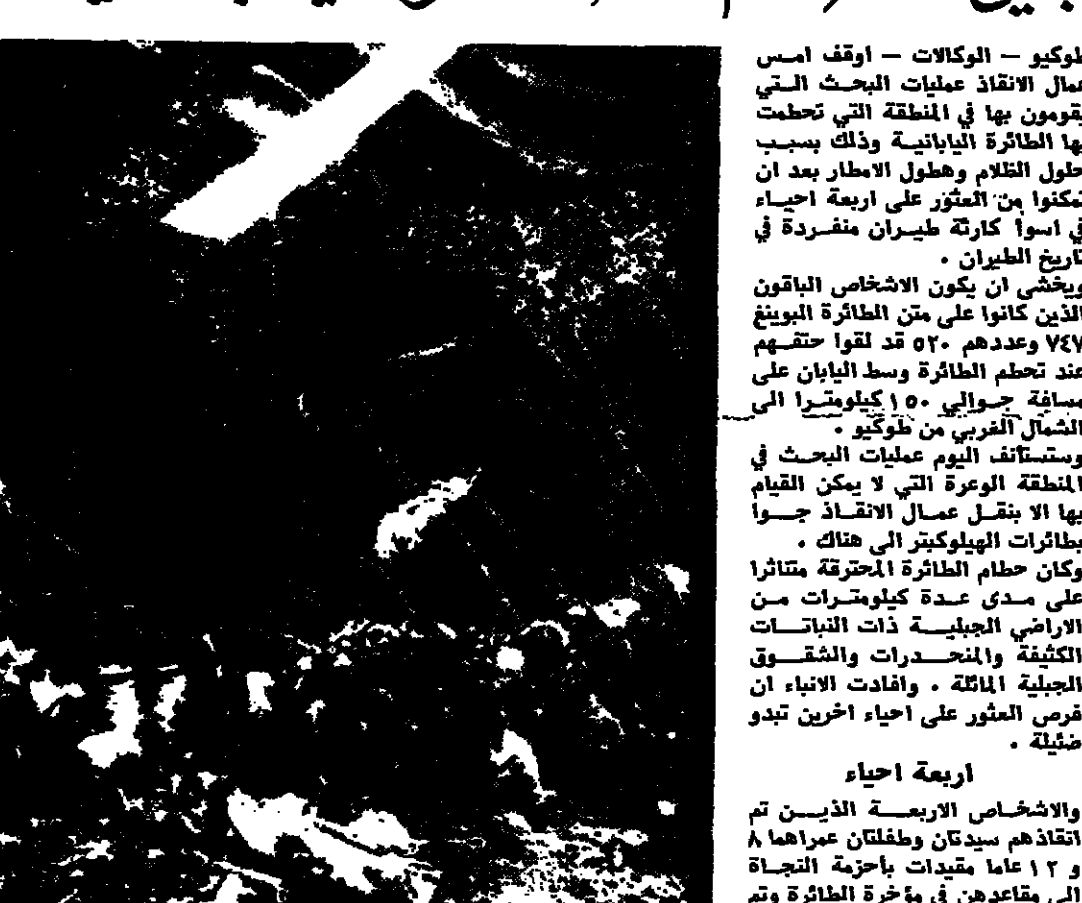 طوكيو — الوكالات — اوقف امس
عمال الانقاذ عمليات البحث التي
يقومون بها في المنطقة التي تحطمت
بها الطائرة اليابانية وذلك بسبب
حلول الظلام وهطول الامطار بعد ان
تمكنوا من العثور على اربعة احياء
في اسوأ كارثة طيران منفردة في
تاريخ الطيران .
ويخشى ان يكون الاشخاص الباقون
الذين كانوا على متن الطائرة البوينغ
٧٤٧ وعددهم ٥٢٠ قد لقوا حتفهم
عند تحطم الطائرة وسط اليابان على
مسافة حوالي ١٥٠ كيلومترا الى
الشمال الغربي من طوكيو .
وستستأنف اليوم عمليات البحث في
المنطقة الوعرة التي لا يمكن القيام
بها الا بنقل عمال الانقاذ جوا
بطائرات الهيلوكبتر الى هناك .
وكان حطام الطائرة المحترقة متناثرا
على مدى عدة كيلومترات من
الاراضي الجبلية ذات النباتات
الكثيفة والمنحدرات والشقوق
الجبلية المائلة . وافادت الانباء ان
فرص العثور على احياء اخرين تبدو
ضئيلة .
اربعة احياء
والاشخاص الاربعة الذين تم
انقاذهم سيدتان وطفلتان عمراهما ٨
و ١٢ عاما مقيدات بأحزمة النجاة
الى مقاعدهن في مؤخرة الطائرة وتم